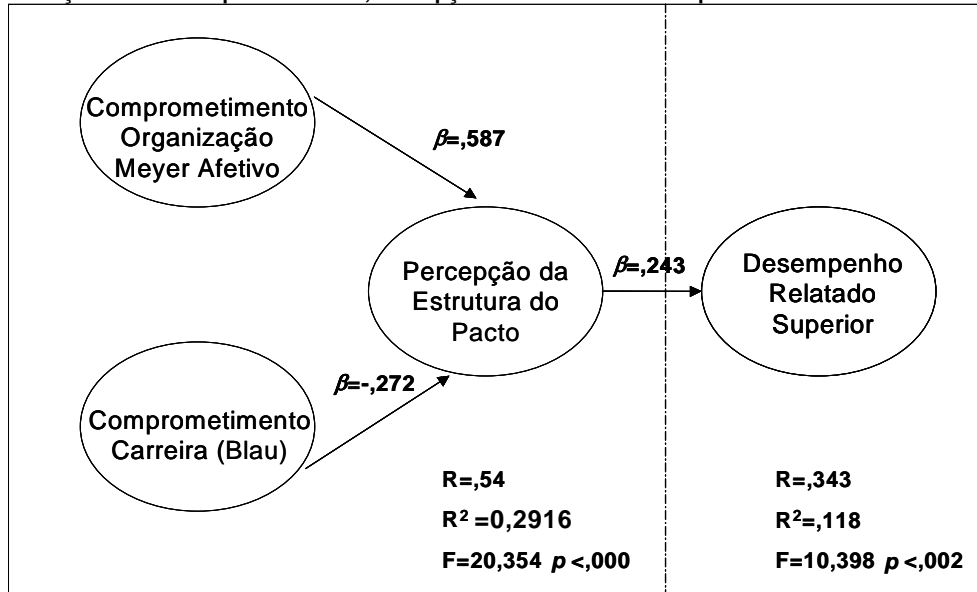 Comprometimento
Organização
Meyer Afetivo
β=,587
Percepção da
Estrutura do
Pacto
β=,243
Desempenho
Relatado
Superior
β=-,272
Comprometimento
Carreira (Blau)
R=,54
R² =0,2916
F=20,354 p <,000
R=,343
R²=,118
F=10,398 p <,002